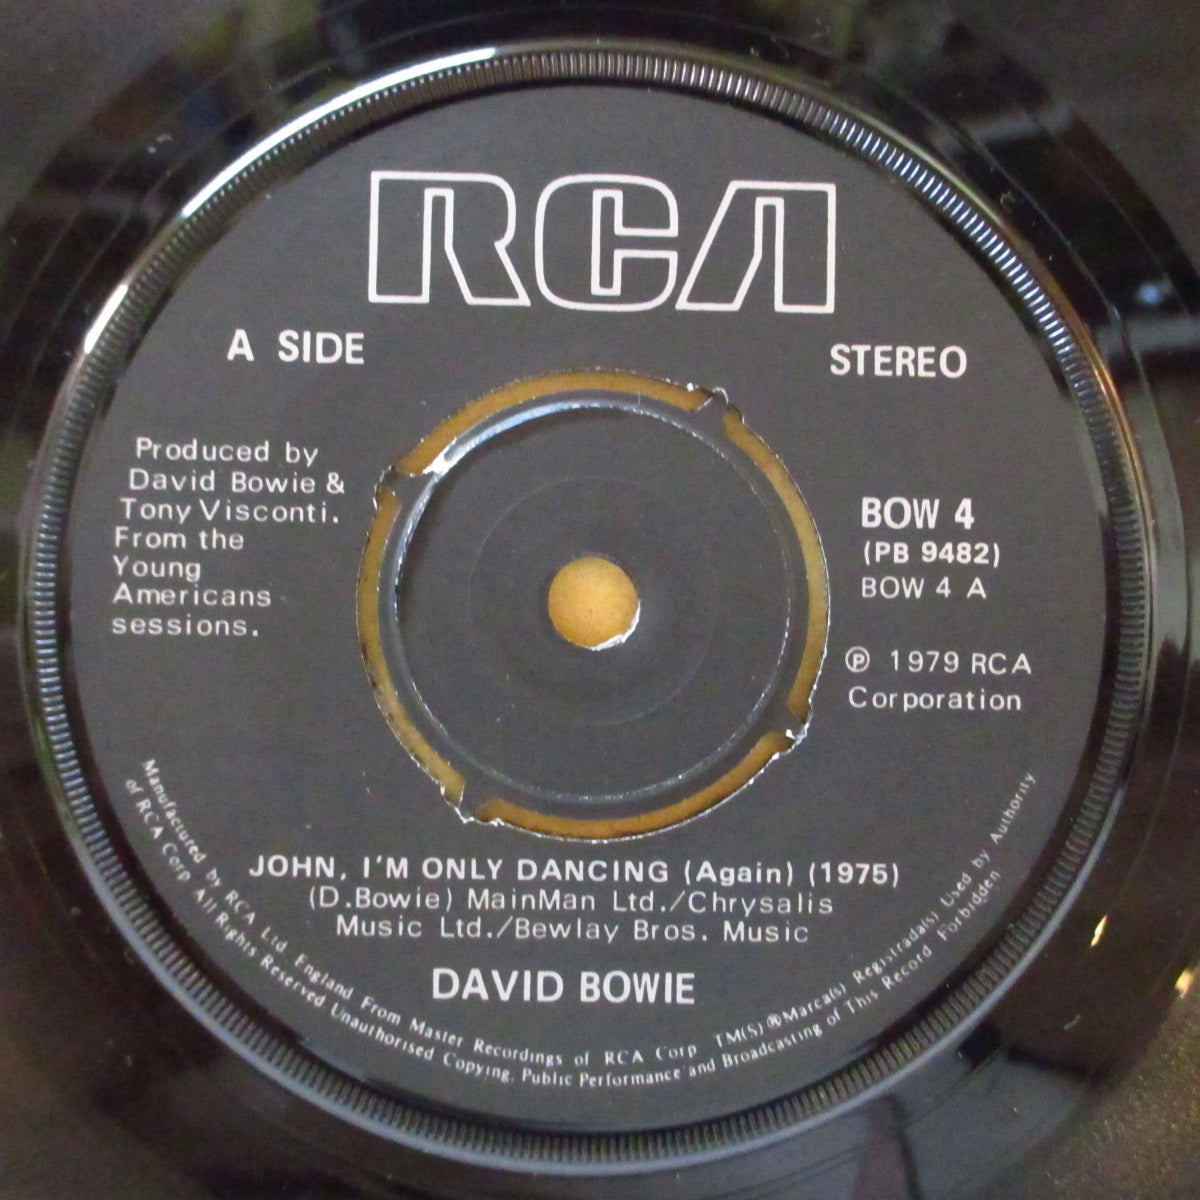 RCA
A SIDE
STEREO
Produced by
David Bowie &
Tony Visconti.
From the
Young
Americans
sessions.
BOW 4
(PB 9482)
BOW 4 A
℗ 1979 RCA
Corporation
JOHN, I'M ONLY DANCING (Again) (1975)
(D.Bowie) MainMan Ltd./Chrysalis
Music Ltd./Bewlay Bros. Music
DAVID BOWIE
Manufactured by RCA Ltd. England From Master Recordings of RCA Corp TM(S) ®Marca(s) Registrada(s) Used by Authority
of RCA Corp All Rights Reserved Unauthorised Copying, Public Performance and Broadcasting of This Record Forbidden